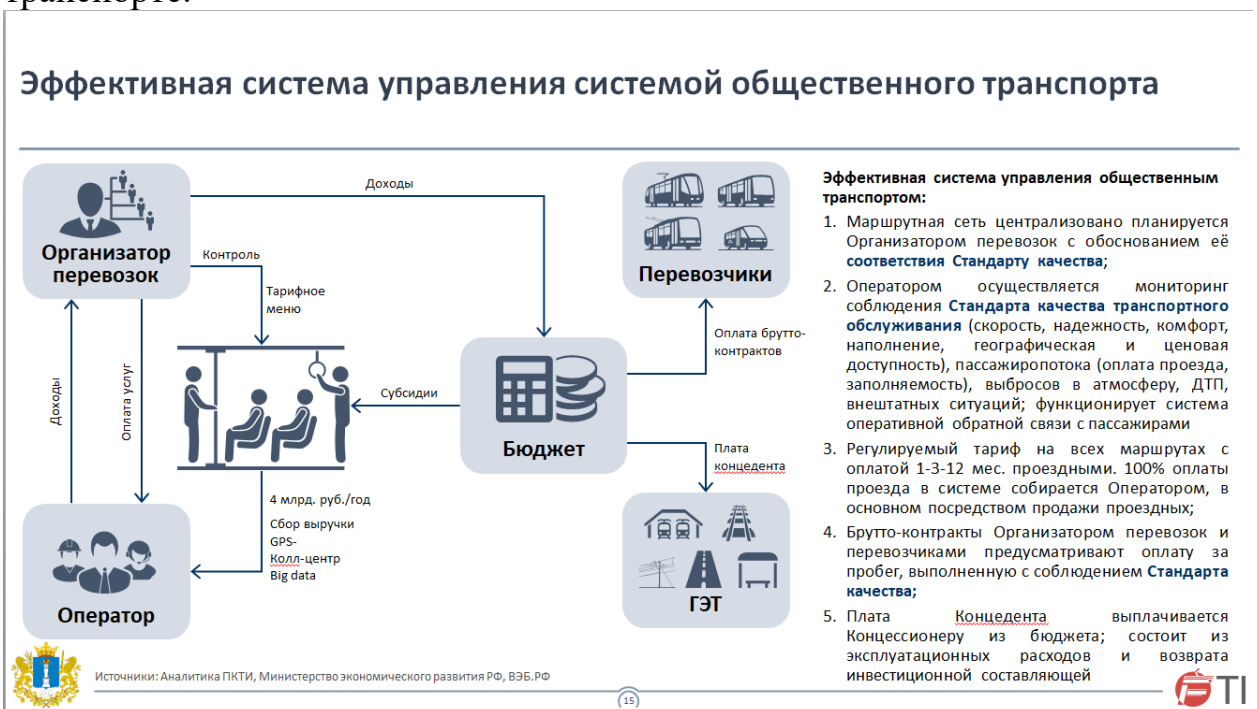 транспорте.
Эффективная система управления системой общественного транспорта
Организатор
перевозок
Доходы
Контроль
Тарифное
меню
Доходы
Оплата услуг
Субсидии
Бюджет
Перевозчики
Оплата брутто-
контрактов
Плата
концедента
ГЭТ
4 млрд. руб./год
Сбор выручки
GPS-
Колл-центр
Big data
Оператор
Эффективная система управления общественным
транспортом:
1. Маршрутная сеть централизовано планируется
Организатором перевозок с обоснованием её
соответствия Стандарту качества;
2. Оператором осуществляется мониторинг
соблюдения Стандарта качества транспортного
обслуживания (скорость, надежность, комфорт,
наполнение, географическая и ценовая
доступность), пассажиропотока (оплата проезда,
заполняемость), выбросов в атмосферу, ДТП,
внештатных ситуаций; функционирует система
оперативной обратной связи с пассажирами
3. Регулируемый тариф на всех маршрутах с
оплатой 1-3-12 мес. проездными. 100% оплаты
проезда в системе собирается Оператором, в
основном посредством продажи проездных;
4. Брутто-контракты Организатором перевозок и
перевозчиками предусматривают оплату за
пробег, выполненную с соблюдением Стандарта
качества;
5. Плата Концедента выплачивается
Концессионеру из бюджета; состоит из
эксплуатационных расходов и возврата
инвестиционной составляющей
Источники: Аналитика ПКТИ, Министерство экономического развития РФ, ВЭБ.РФ
15
TI